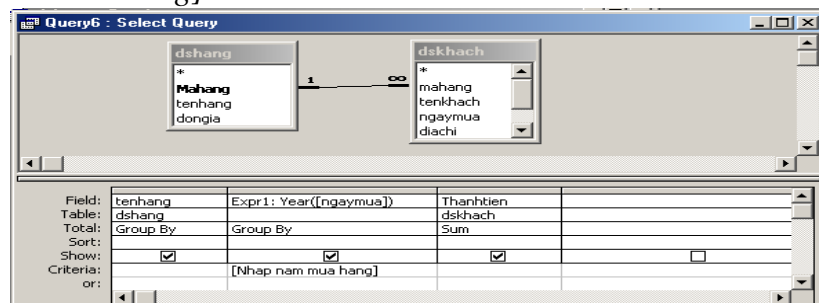 Query6 : Select Query
dshang
*
Mahang
tenhang
dongia
1
∞
dskhach
*
mahang
tenkhach
ngaymua
diachi
Field: tenhang Expr1: Year([ngaymua]) Thanhtien
Table: dshang dskhach
Total: Group By Group By Sum
Sort:
Show:
Criteria: [Nhap nam mua hang]
or: